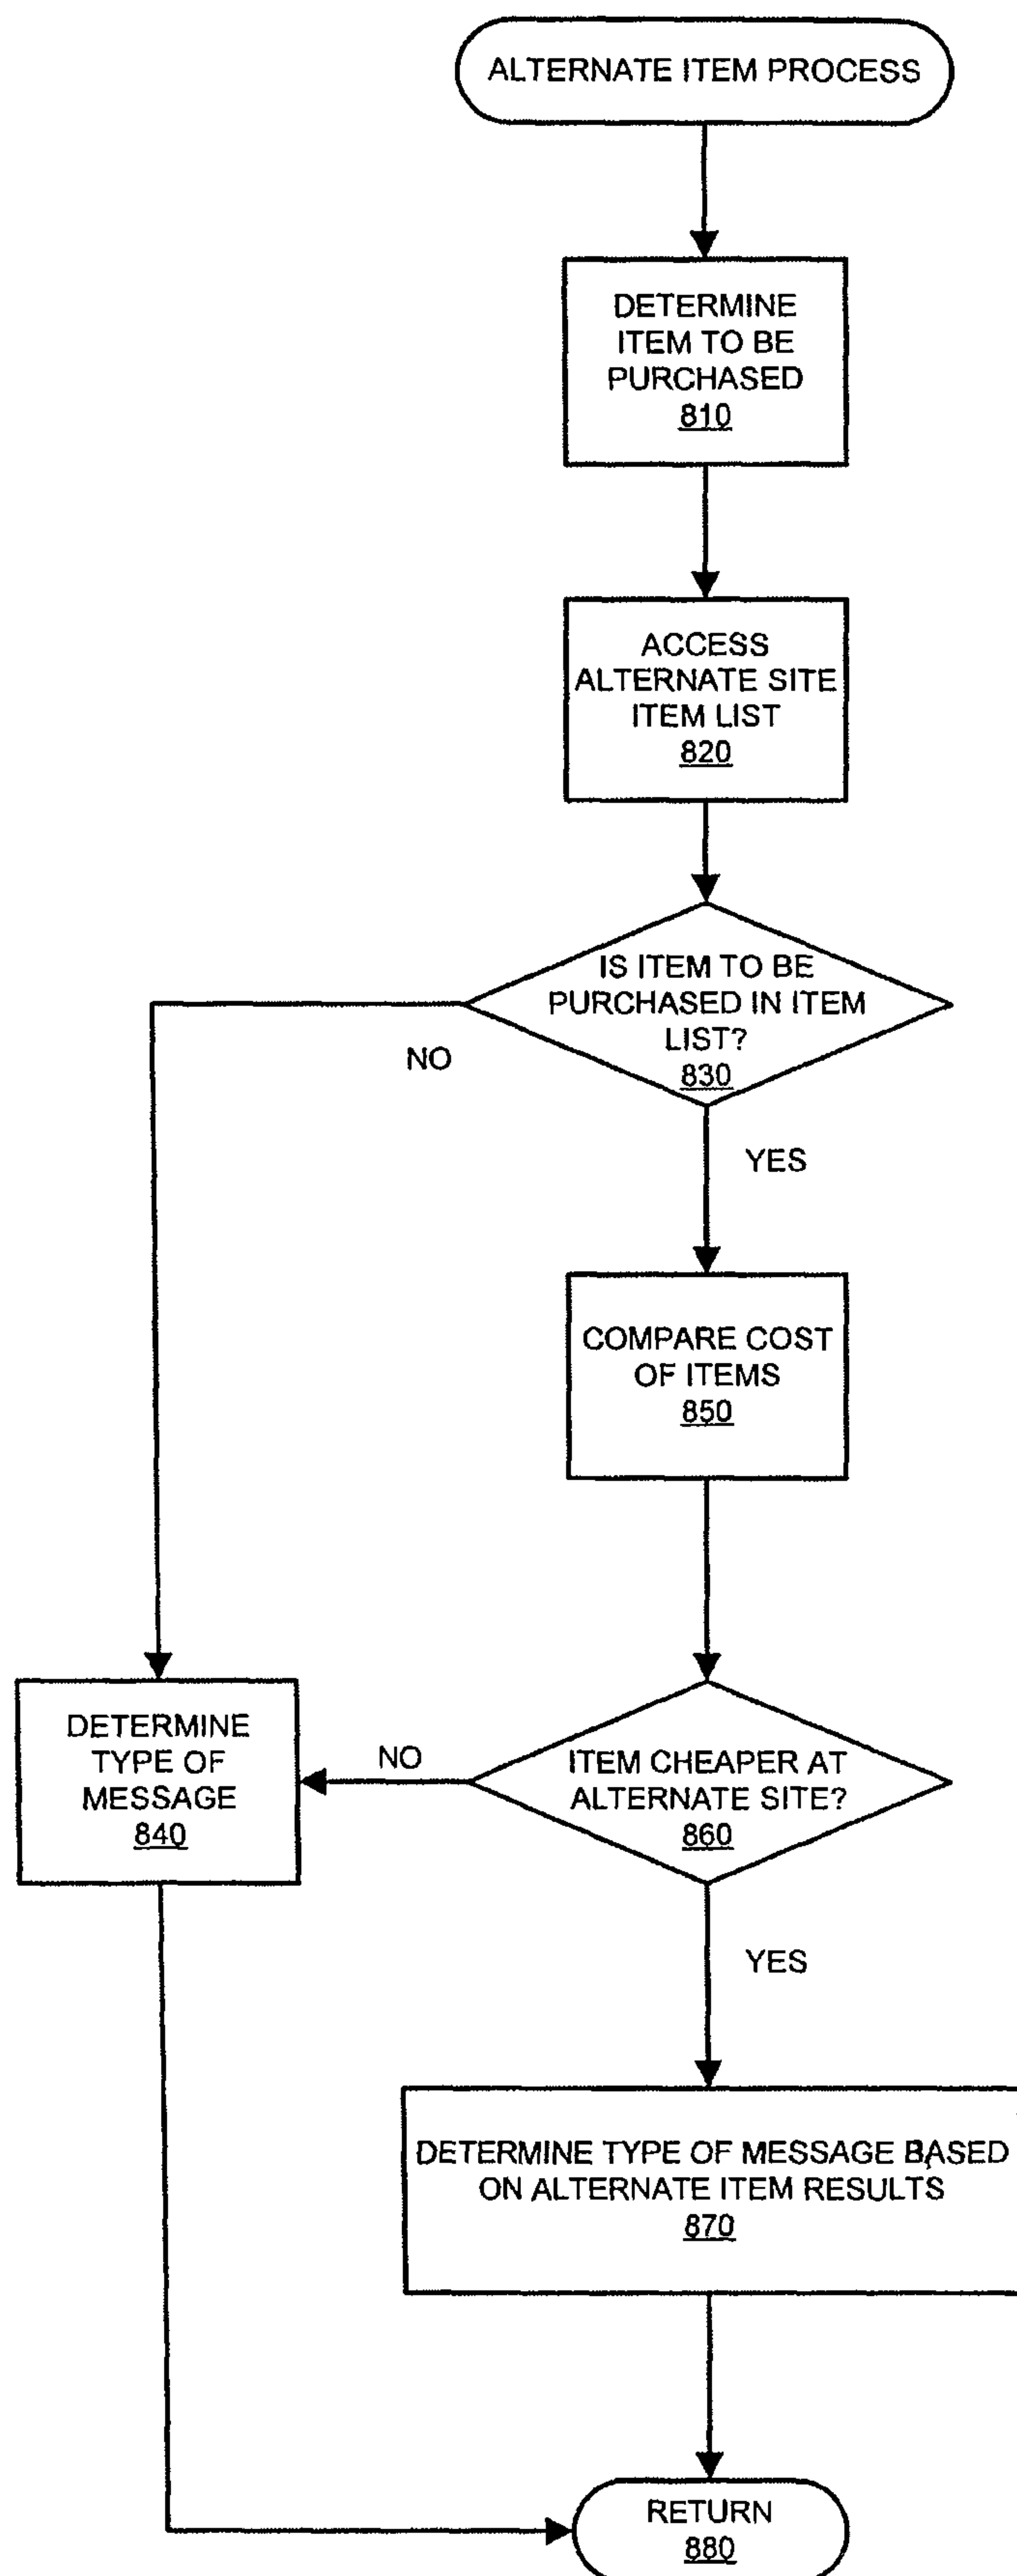 ALTERNATE ITEM PROCESS
DETERMINE
ITEM TO BE
PURCHASED
810
ACCESS
ALTERNATE SITE
ITEM LIST
820
IS ITEM TO BE
PURCHASED IN ITEM
LIST?
830
NO
YES
COMPARE COST
OF ITEMS
850
DETERMINE
TYPE OF
MESSAGE
840
NO
ITEM CHEAPER AT
ALTERNATE SITE?
860
YES
DETERMINE TYPE OF MESSAGE BASED
ON ALTERNATE ITEM RESULTS
870
RETURN
880